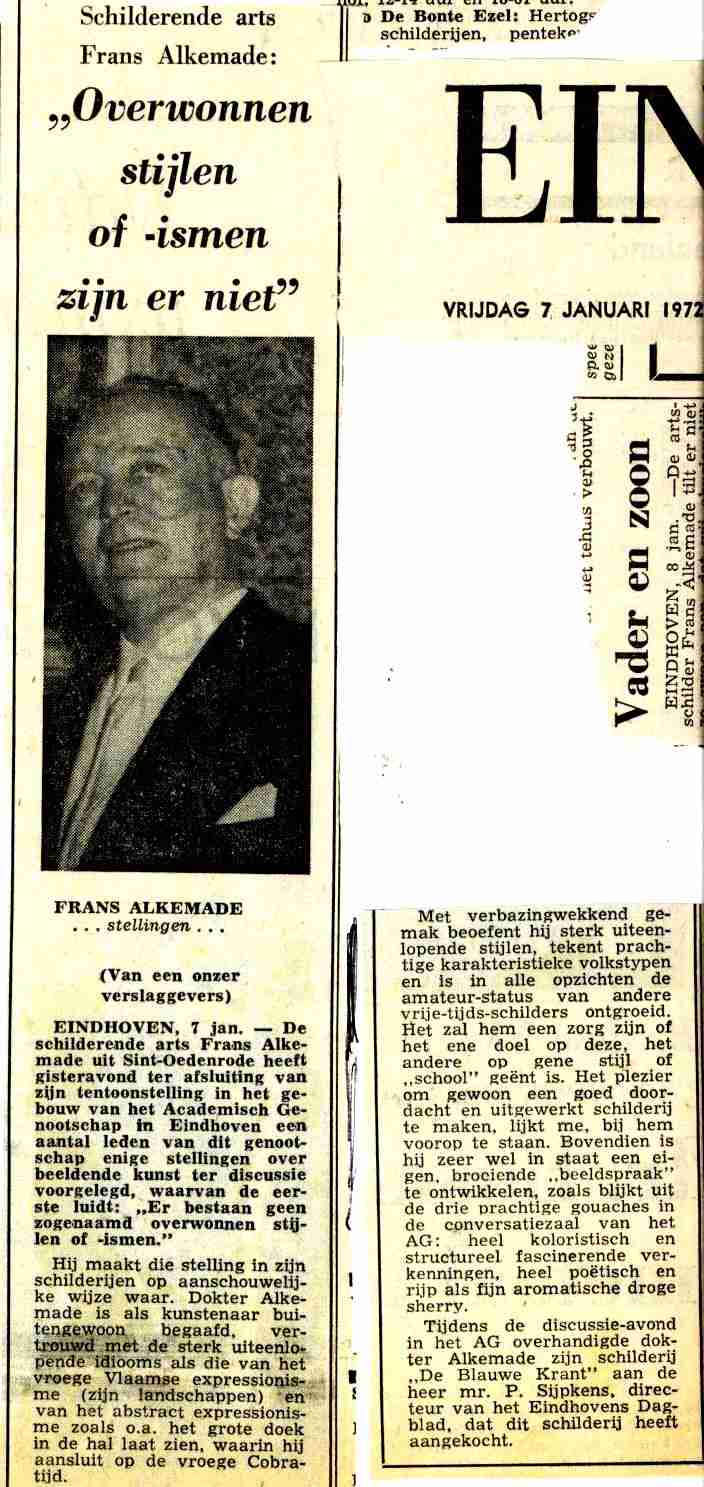 Schilderende arts
Frans Alkemade:
„Overwonnen
stijlen
of -ismen
zijn er niet”
FRANS ALKEMADE
... stellingen ...
(Van een onzer
verslaggevers)
EINDHOVEN, 7 jan. — De
schilderende arts Frans Alke-
made uit Sint-Oedenrode heeft
gisteravond ter afsluiting van
zijn tentoonstelling in het ge-
bouw van het Academisch Ge-
nootschap in Eindhoven een
aantal leden van dit genoot-
schap enige stellingen over
beeldende kunst ter discussie
voorgelegd, waarvan de eer-
ste luidt: „Er bestaan geen
zogenaamd overwonnen stij-
len of -ismen.”
Hij maakt die stelling in zijn
schilderijen op aanschouwelij-
ke wijze waar. Dokter Alke-
made is als kunstenaar bui-
tengewoon begaafd, ver-
trouwd met de sterk uiteenlo-
pende idiooms als die van het
vroege Vlaamse expressionis-
me (zijn landschappen) en
van het abstract expressionis-
me zoals o.a. het grote doek
in de hal laat zien, waarin hij
aansluit op de vroege Cobra-
tijd.
De Bonte Ezel: Hertogs
schilderijen, penteke
EIN
VRIJDAG 7 JANUARI 1972
spee
geze
het tehuis verbouwt.
Vader en zoon
EINDHOVEN, 8 jan. —De arts-
schilder Frans Alkemade tilt er niet
Met verbazingwekkend ge-
mak beoefent hij sterk uiteen-
lopende stijlen, tekent prach-
tige karakteristieke volkstypen
en is in alle opzichten de
amateur-status van andere
vrije-tijds-schilders ontgroeid.
Het zal hem een zorg zijn of
het ene doel op deze, het
andere op gene stijl of
„school” geënt is. Het plezier
om gewoon een goed door-
dacht en uitgewerkt schilderij
te maken, lijkt me, bij hem
voorop te staan. Bovendien is
hij zeer wel in staat een ei-
gen, brociende „beeldspraak”
te ontwikkelen, zoals blijkt uit
de drie prachtige gouaches in
de conversatiezaal van het
AG: heel koloristisch en
structureel fascinerende ver-
kenningen, heel poëtisch en
rijp als fijn aromatische droge
sherry.
Tijdens de discussie-avond
in het AG overhandigde dok-
ter Alkemade zijn schilderij
„De Blauwe Krant” aan de
heer mr. P. Sijpkens, direc-
teur van het Eindhovens Dag-
blad, dat dit schilderij heeft
aangekocht.